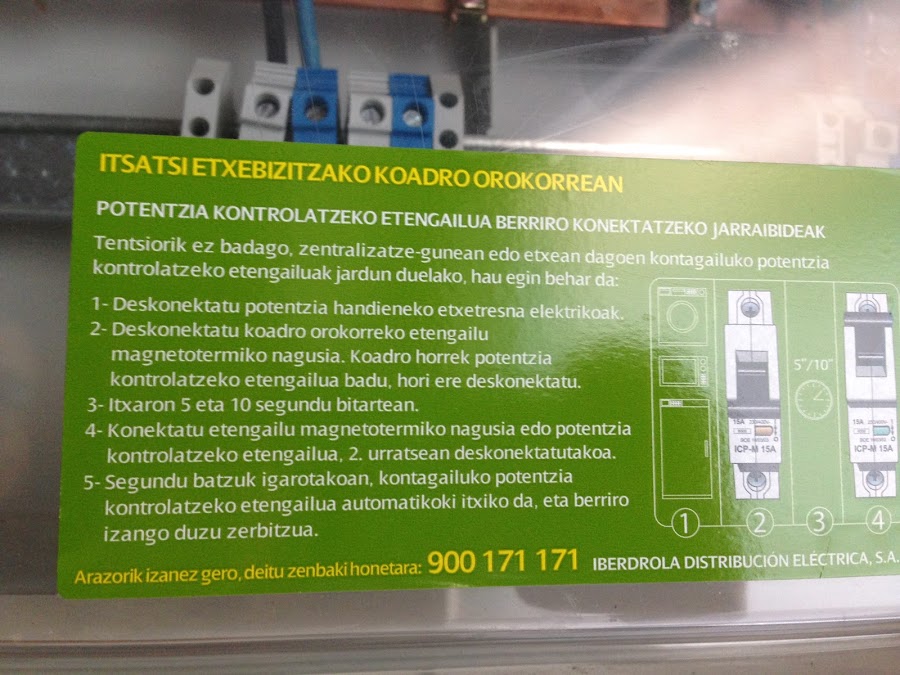 ITSATSI ETXEBIZITZAKO KOADRO OROKORREAN
POTENTZIA KONTROLATZEKO ETENGAILUA BERRIRO KONEKTATZEKO JARRAIBIDEAK
Tentsiorik ez badago, zentralizatze-gunean edo etxean dagoen kontagailuko potentzia
kontrolatzeko etengailuak jardun duelako, hau egin behar da:
1- Deskonektatu potentzia handieneko etxetresna elektrikoak.
2- Deskonektatu koadro orokorreko etengailu
magnetotermiko nagusia. Koadro horrek potentzia
kontrolatzeko etengailua badu, hori ere deskonektatu.
3- Itxaron 5 eta 10 segundu bitartean.
4- Konektatu etengailu magnetotermiko nagusia edo potentzia
kontrolatzeko etengailua, 2. urratsean deskonektatutakoa.
5- Segundu batzuk igarotakoan, kontagailuko potentzia
kontrolatzeko etengailua automatikoki itxiko da, eta berriro
izango duzu zerbitzua.
5"/10"
15A
ICP-M 15A
15A
ICP-M 15A
1 2 3 4
Arazorik izanez gero, deitu zenbaki honetara: 900 171 171 IBERDROLA DISTRIBUCIÓN ELÉCTRICA, S.A.